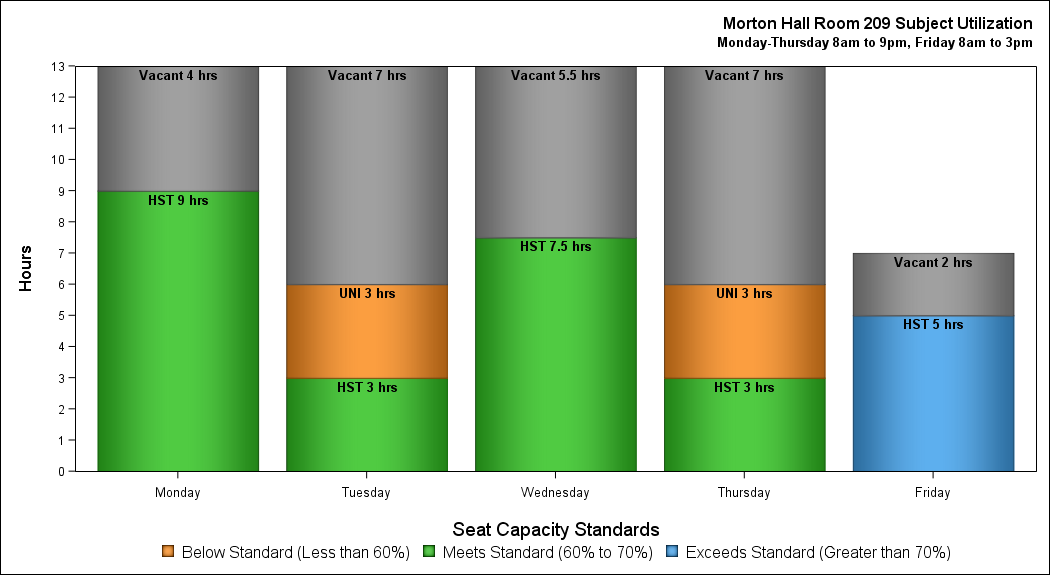 Morton Hall Room 209 Subject Utilization
Monday-Thursday 8am to 9pm, Friday 8am to 3pm
Hours
13
12
11
10
9
8
7
6
5
4
3
2
1
0
Vacant 4 hrs
HST 9 hrs
Vacant 7 hrs
UNI 3 hrs
HST 3 hrs
Vacant 5.5 hrs
HST 7.5 hrs
Vacant 7 hrs
UNI 3 hrs
HST 3 hrs
Vacant 2 hrs
HST 5 hrs
Monday
Tuesday
Wednesday
Thursday
Friday
Seat Capacity Standards
Below Standard (Less than 60%)
Meets Standard (60% to 70%)
Exceeds Standard (Greater than 70%)